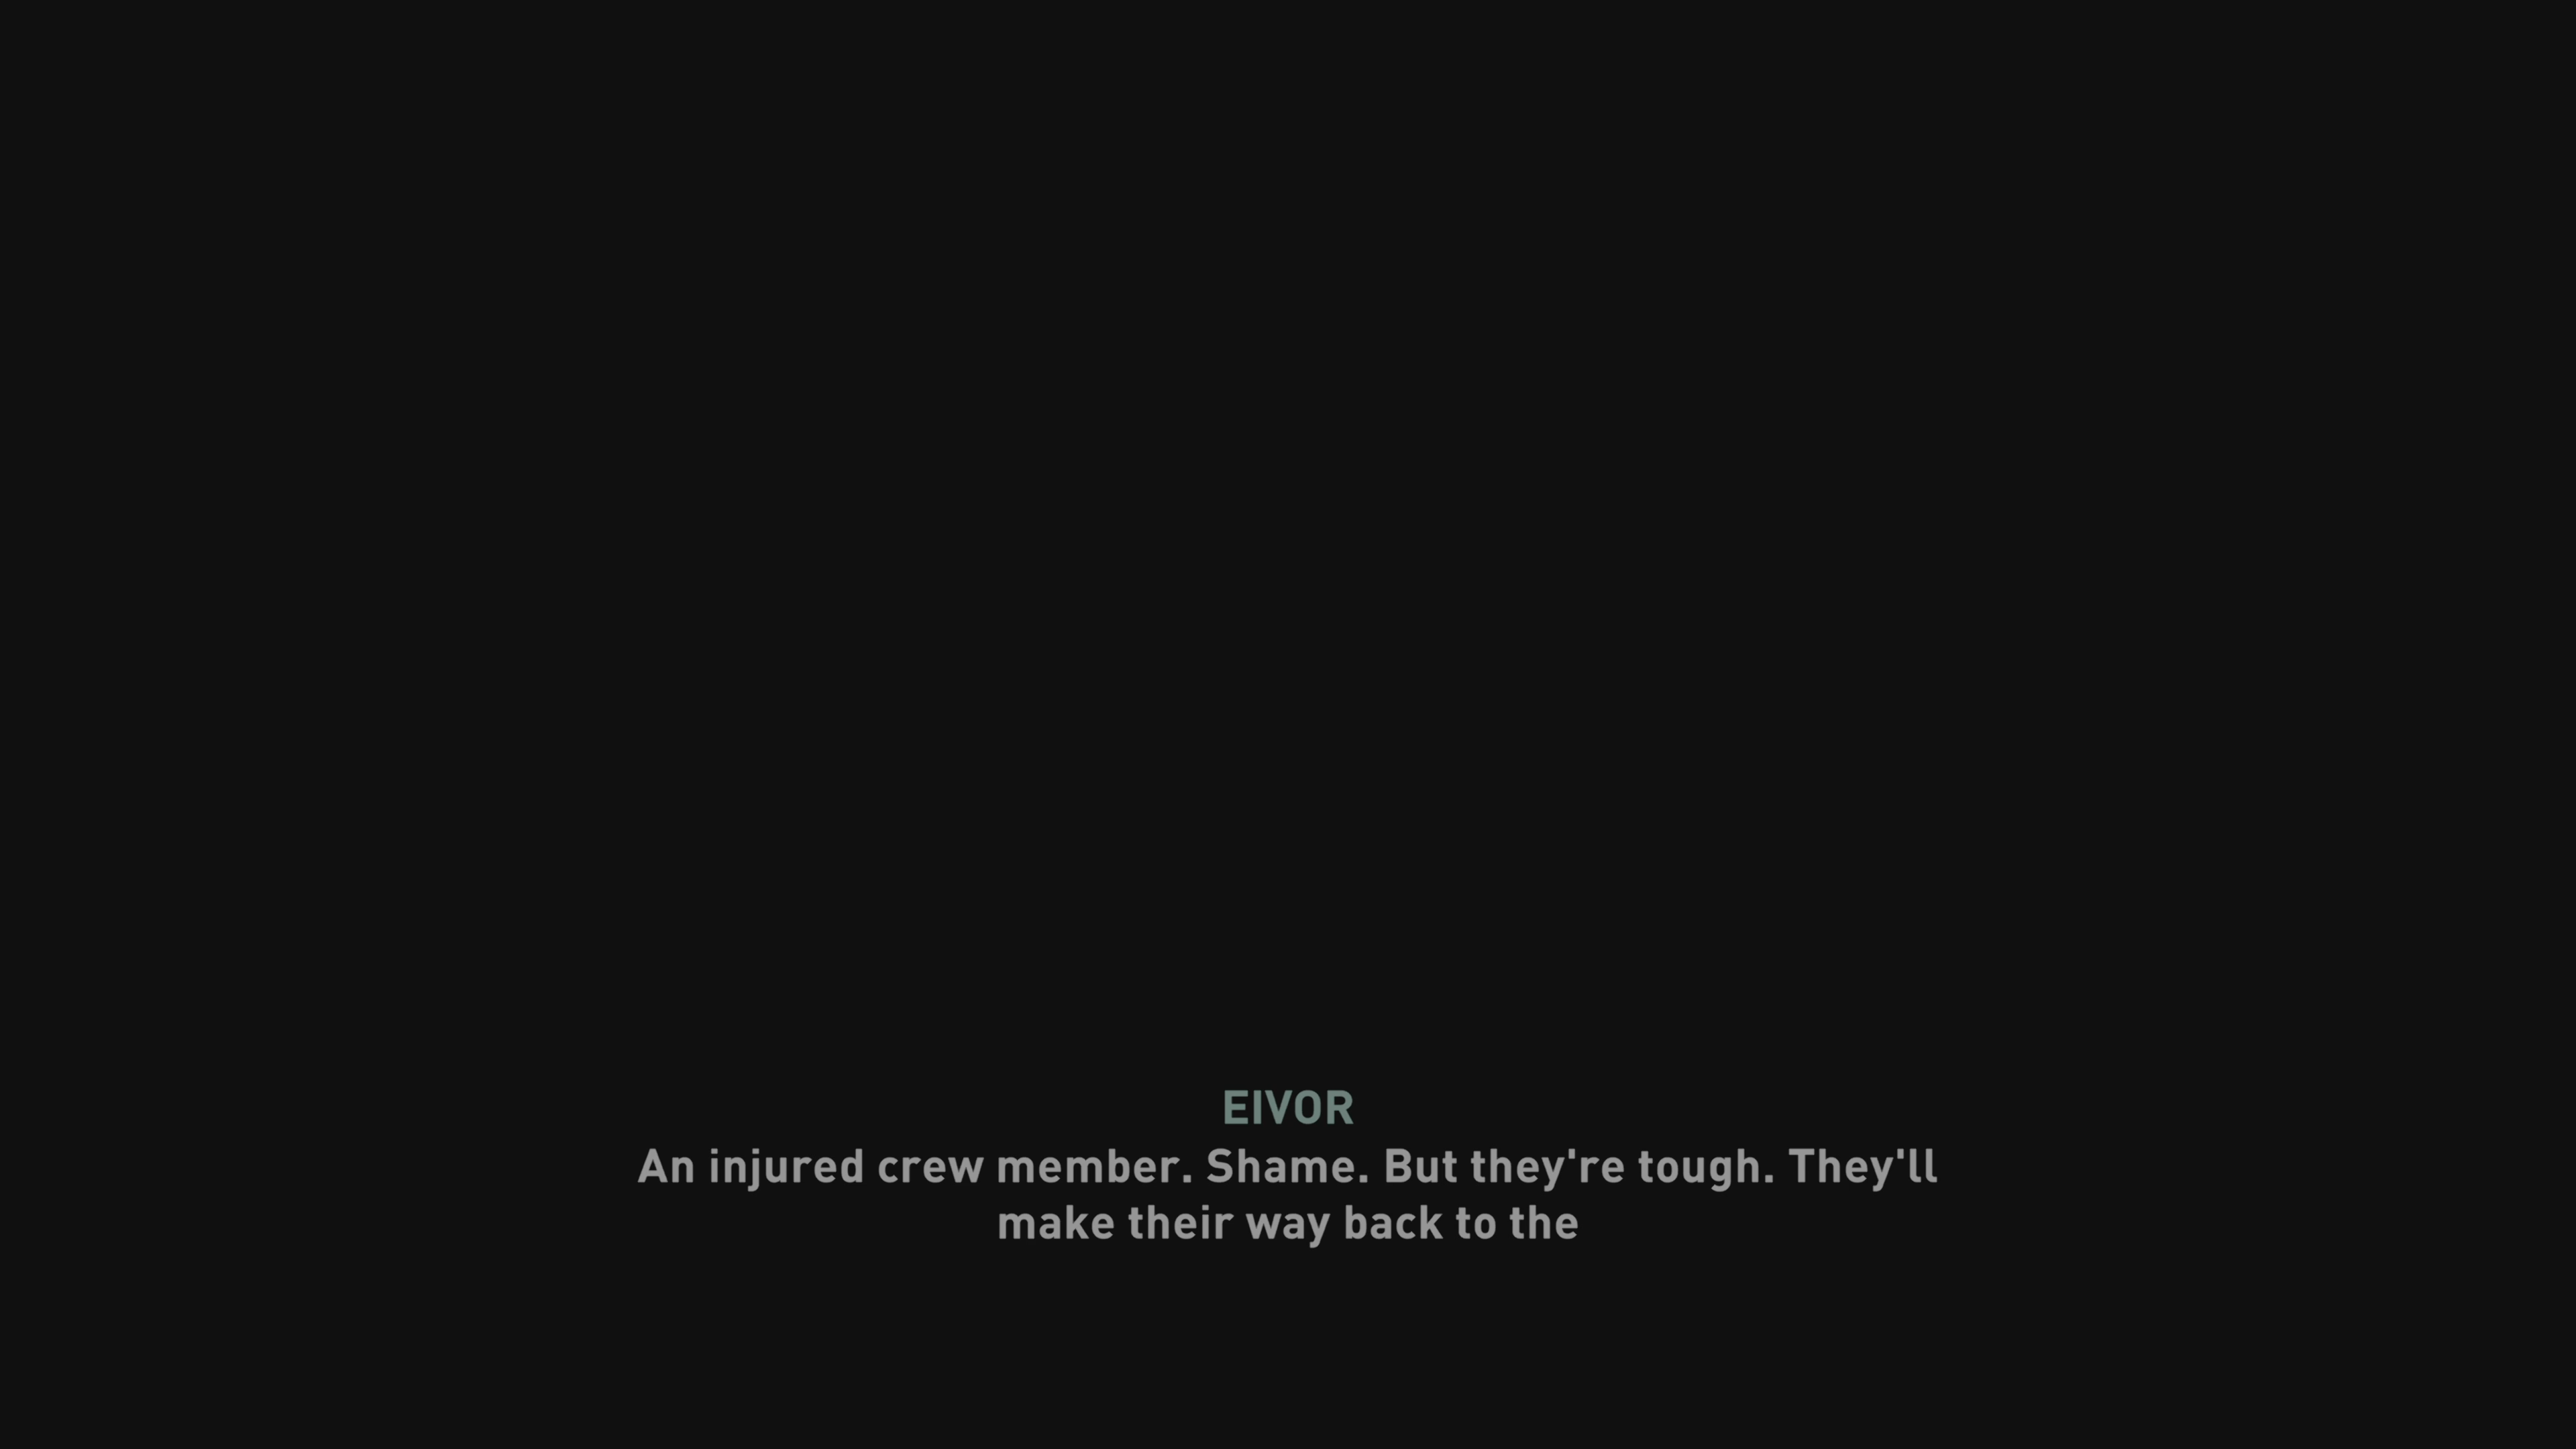 EIVOR
An injured crew member. Shame. But they're tough. They'll
make their way back to the